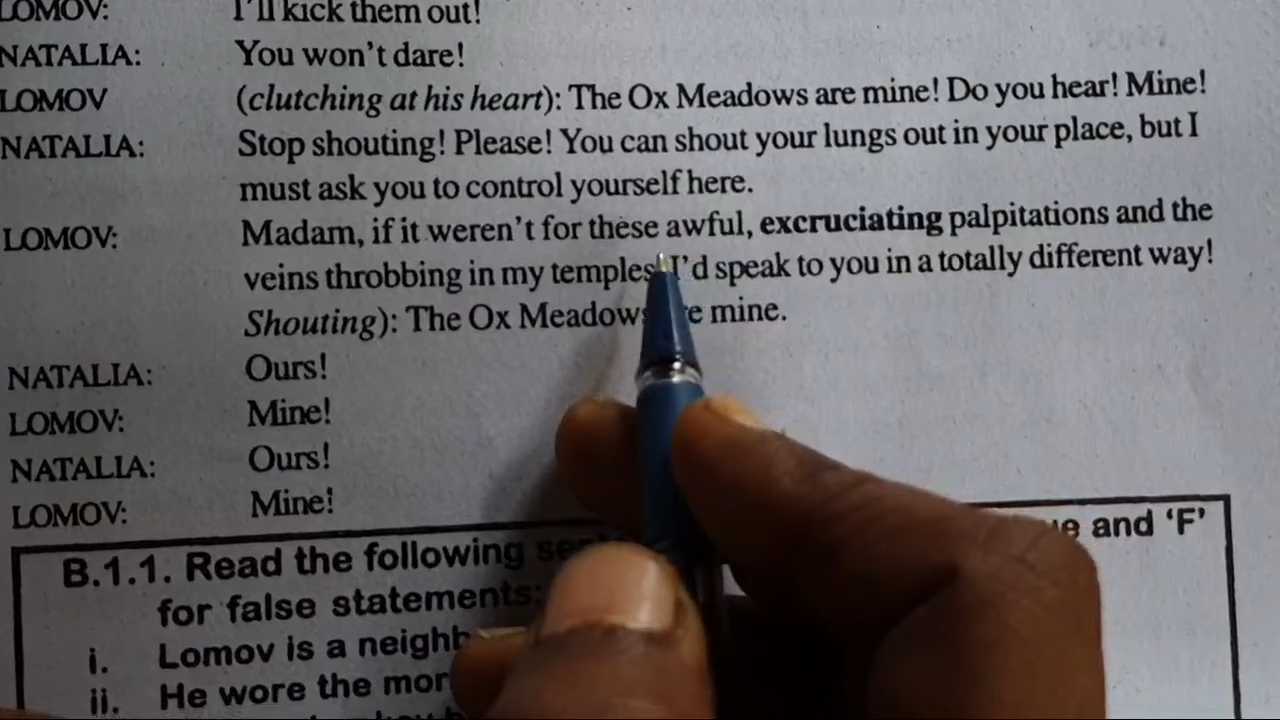 LOMOV: I'll kick them out!
NATALIA: You won't dare!
LOMOV (clutching at his heart): The Ox Meadows are mine! Do you hear! Mine!
NATALIA: Stop shouting! Please! You can shout your lungs out in your place, but I
must ask you to control yourself here.
LOMOV: Madam, if it weren't for these awful, excruciating palpitations and the
veins throbbing in my temples I'd speak to you in a totally different way!
Shouting): The Ox Meadows mine.
NATALIA: Ours!
LOMOV: Mine!
NATALIA: Ours!
LOMOV: Mine!
B.1.1. Read the following and 'F'
for false statements:
i. Lomov is a
ii. He wore the